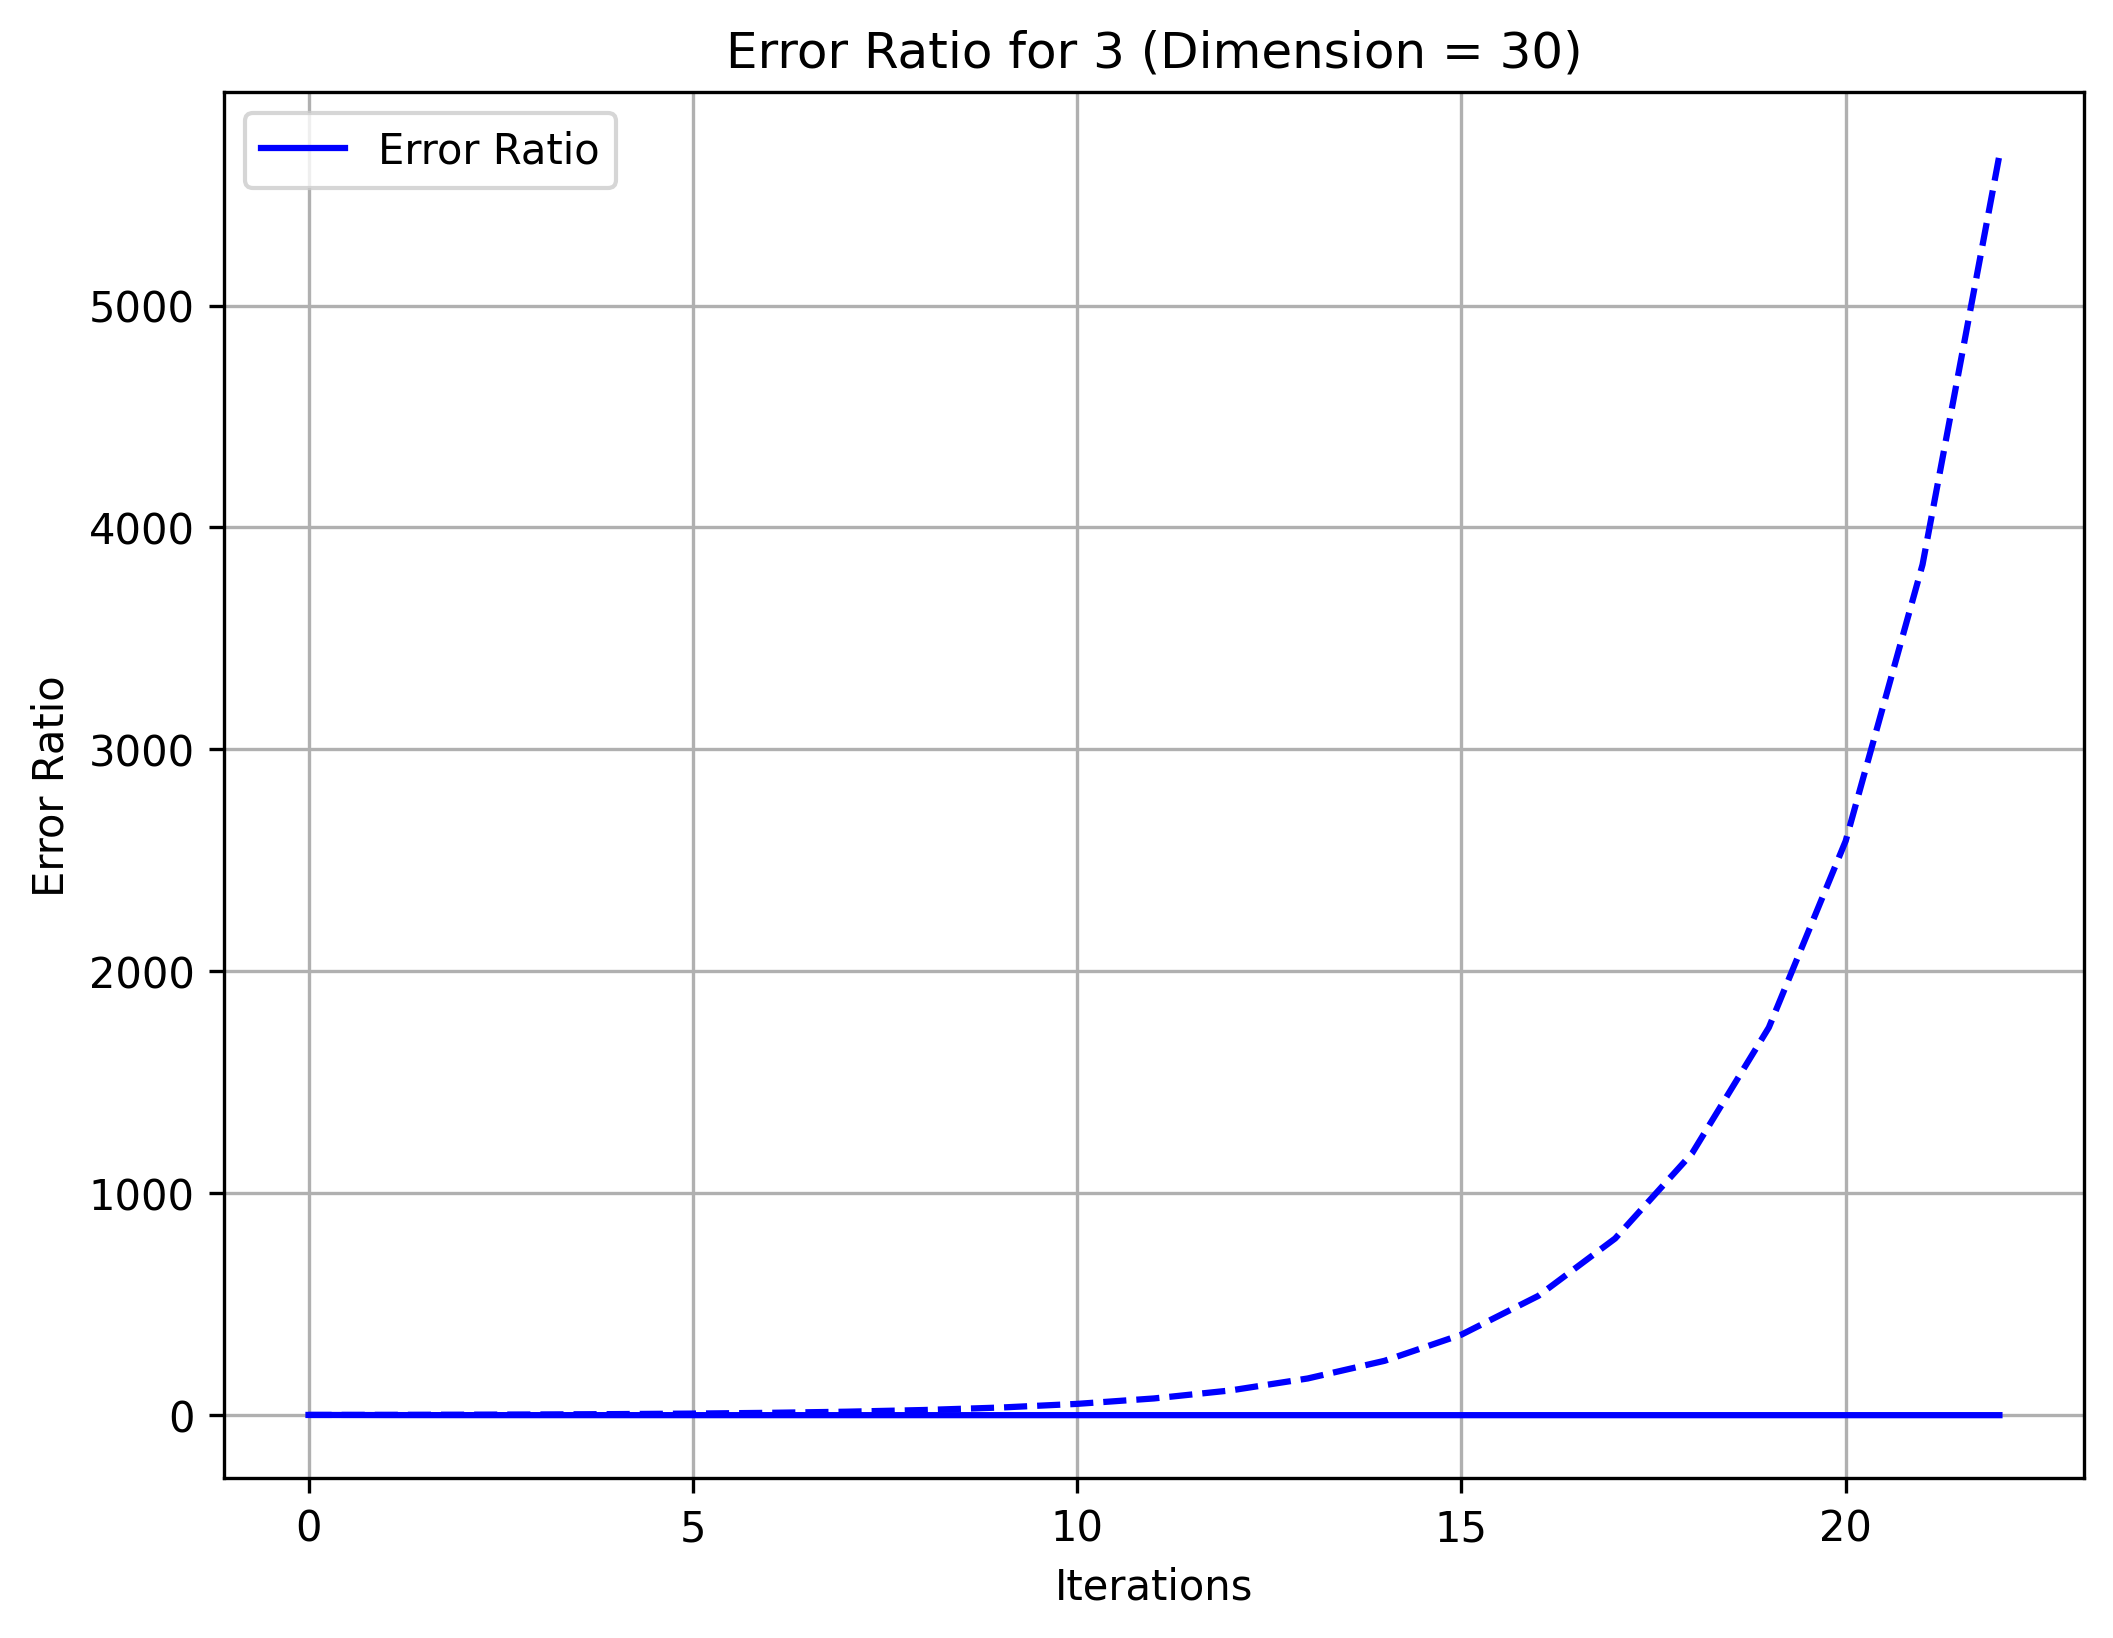 Error Ratio for 3 (Dimension = 30)
Error Ratio
5000
4000
3000
2000
1000
0
Error Ratio
0 5 10 15 20
Iterations